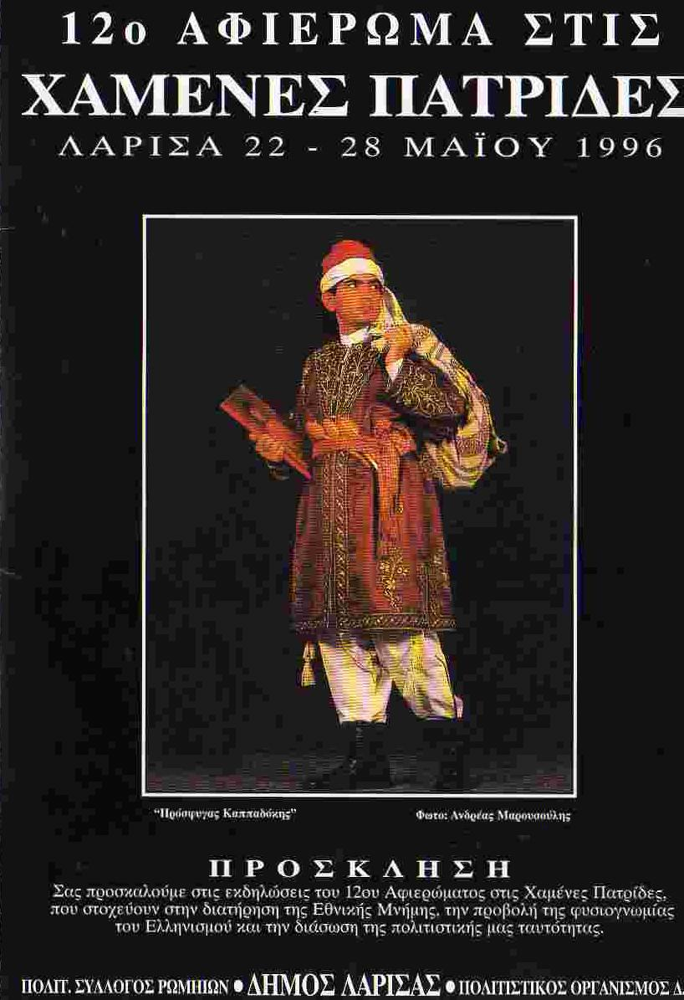 12ο ΑΦΙΕΡΩΜΑ ΣΤΙΣ
ΧΑΜΕΝΕΣ ΠΑΤΡΙΔΕΣ
ΛΑΡΙΣΑ 22 - 28 ΜΑΪΟΥ 1996
“Πρόσφυγας Καππαδόκης”
Φωτο: Ανδρέας Μαρουσούλης
ΠΡΟΣΚΛΗΣΗ
Σας προσκαλούμε στις εκδηλώσεις του 12ου Αφιερώματος στις Χαμένες Πατρίδες,
που στοχεύουν στην διατήρηση της Εθνικής Μνήμης, την προβολή της φυσιογνωμίας
του Ελληνισμού και την διάσωση της πολιτιστικής μας ταυτότητας.
ΠΟΛΙΤ. ΣΥΛΛΟΓΟΣ ΡΩΜΗΙΩΝ • ΔΗΜΟΣ ΛΑΡΙΣΑΣ • ΠΟΛΙΤΙΣΤΙΚΟΣ ΟΡΓΑΝΙΣΜΟΣ Δ.